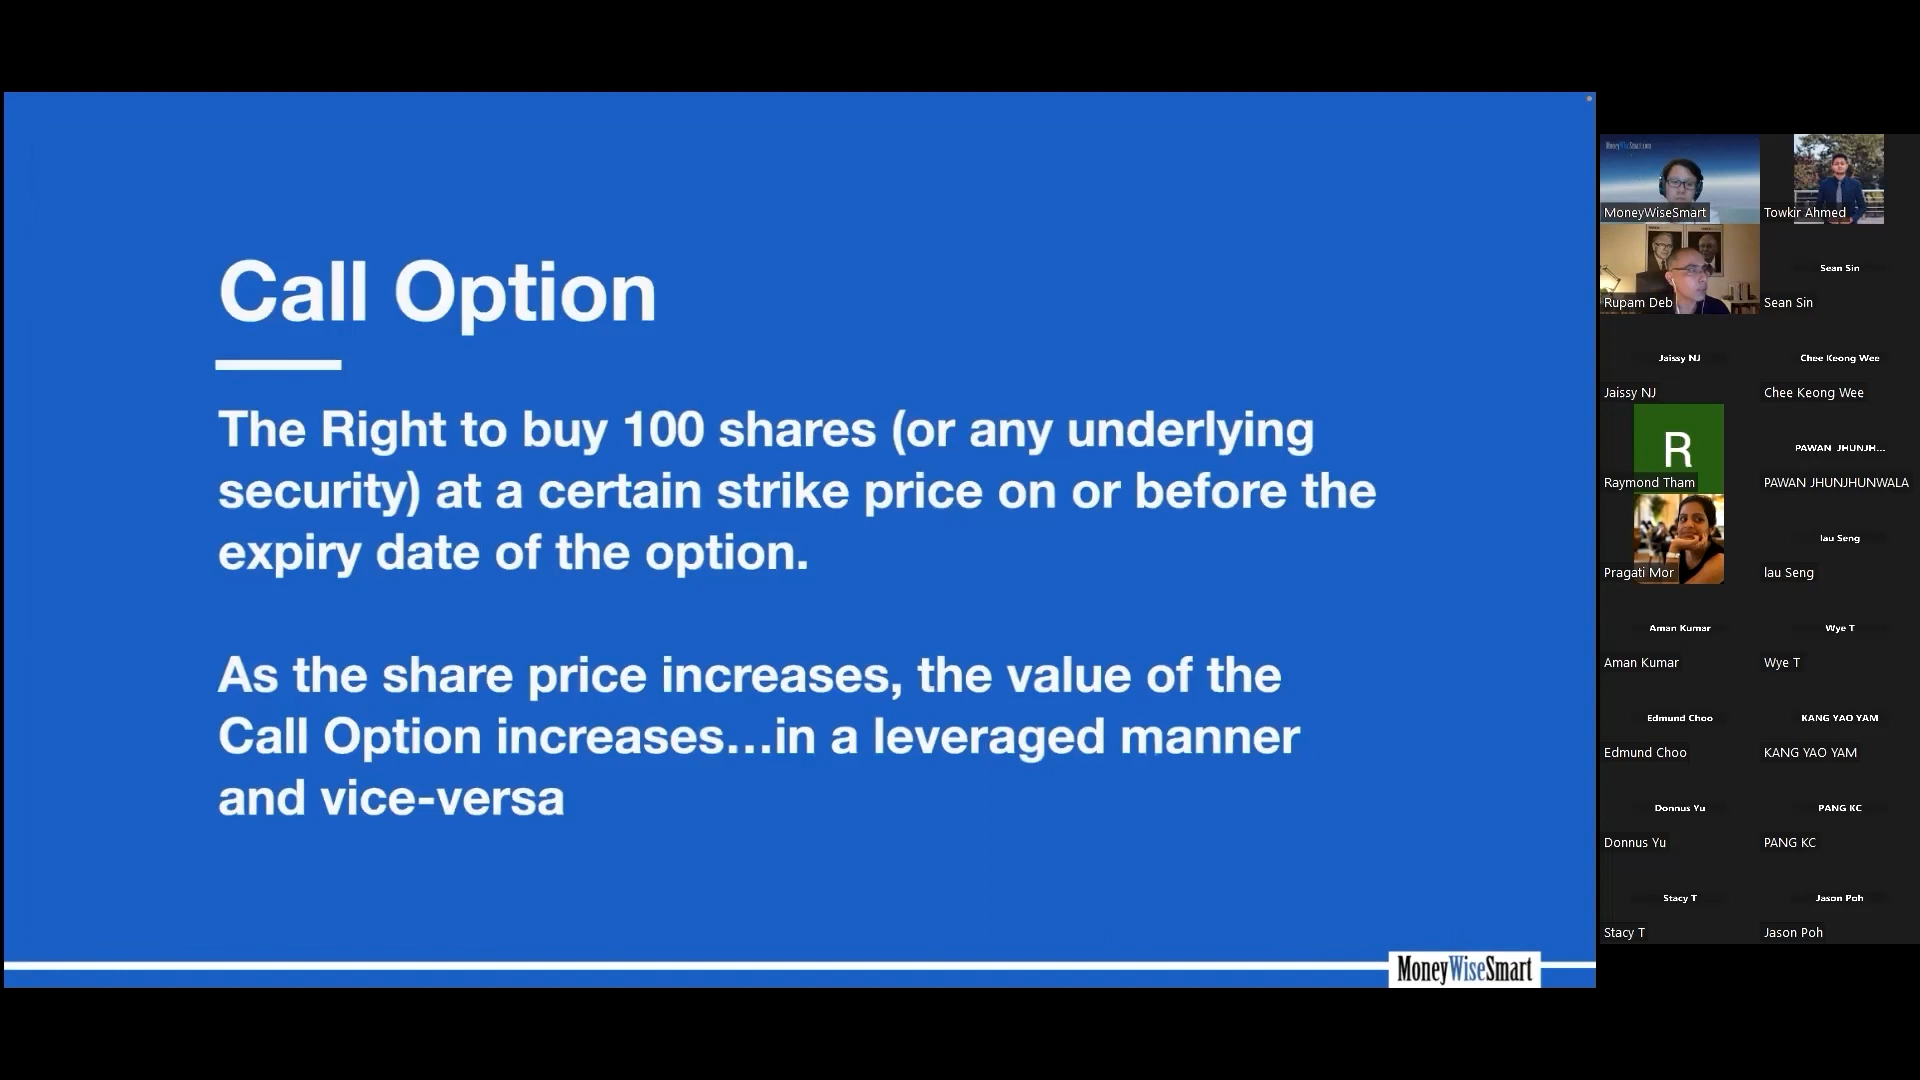 Call Option
The Right to buy 100 shares (or any underlying
security) at a certain strike price on or before the
expiry date of the option.
As the share price increases, the value of the
Call Option increases...in a leveraged manner
and vice-versa
MoneyWiseSmart
MoneyWiseSmart.com
MoneyWiseSmart
Towkir Ahmed
Rupam Deb
Sean Sin
Sean Sin
Jaissy NJ
Jaissy NJ
Chee Keong Wee
Chee Keong Wee
R
Raymond Tham
PAWAN JHUNJH...
PAWAN JHUNJHUNWALA
Pragati Mor
lau Seng
lau Seng
Aman Kumar
Aman Kumar
Wye T
Wye T
Edmund Choo
Edmund Choo
KANG YAO YAM
KANG YAO YAM
Donnus Yu
Donnus Yu
PANG KC
PANG KC
Stacy T
Stacy T
Jason Poh
Jason Poh